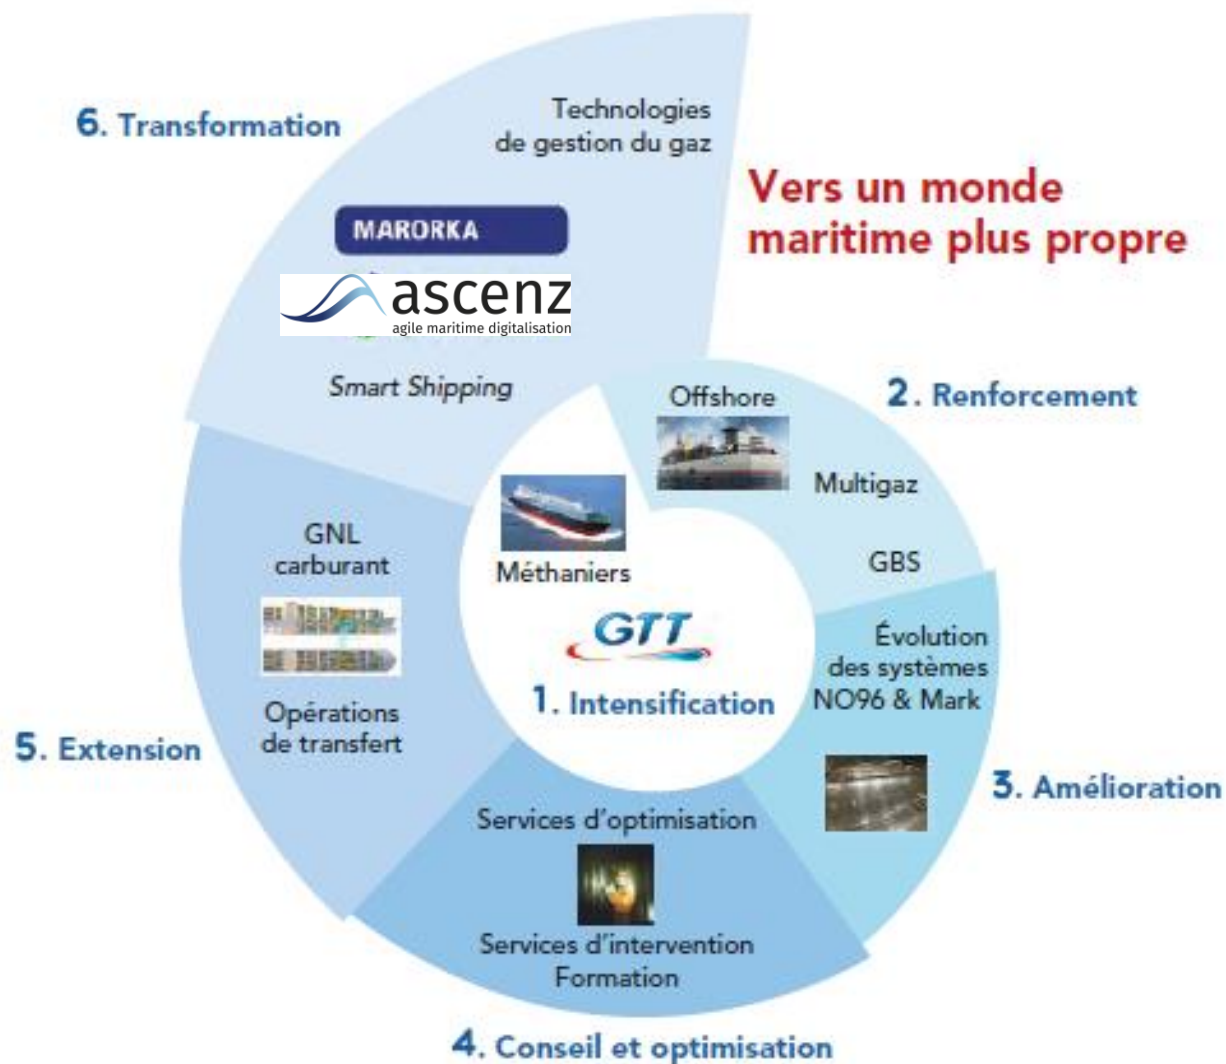 6. Transformation
Technologies
de gestion du gaz
Vers un monde
maritime plus propre
MARORKA
ascenz
agile maritime digitalisation
Smart Shipping
Offshore
2. Renforcement
Multigaz
GBS
Méthaniers
GTT
1. Intensification
GNL
carburant
Opérations
de transfert
5. Extension
Évolution
des systèmes
NO96 & Mark
3. Amélioration
Services d'optimisation
Services d'intervention
Formation
4. Conseil et optimisation